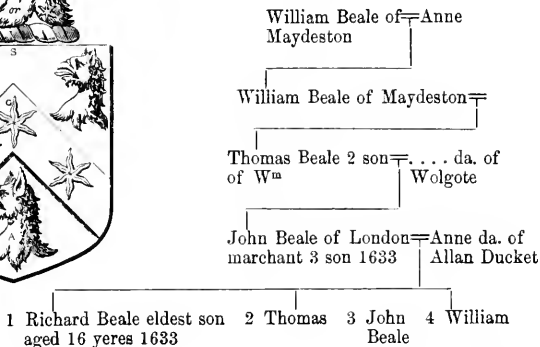 or
S
G
A
William Beale of Anne
Maydeston
William Beale of Maydeston
Thomas Beale 2 son . . . . da. of
of Wm Wolgote
John Beale of London Anne da. of
marchant 3 son 1633 Allan Ducket
1 Richard Beale eldest son 2 Thomas 3 John 4 William
aged 16 yeres 1633 Beale